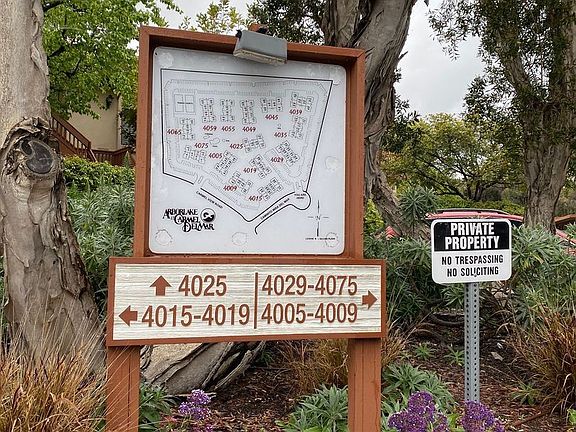 4059
4055
4049
4045
4035
4065
4075
4025
4029
4005
4019
4009
4015
ARBORLAKE
CARMEL
DEL MAR
4025
4029-4075
4015-4019
4005-4009
PRIVATE
PROPERTY
NO TRESPASSING
NO SOLICITING